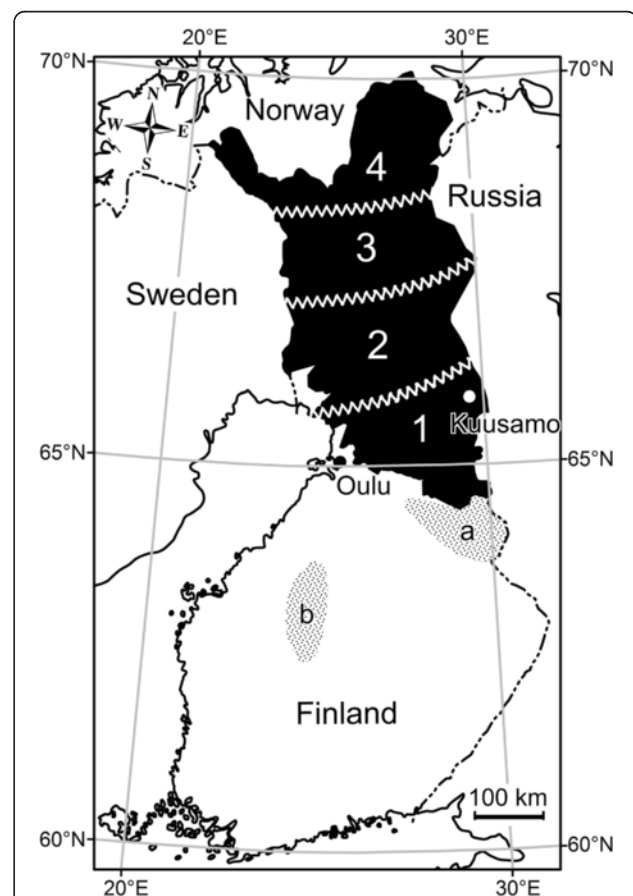 20°E 30°E
70°N 70°N
N
W E
S
Norway
4
Russia
3
Sweden
2
1 Kuusamo
65°N 65°N
Oulu
a
b
Finland
100 km
60°N 60°N
20°E 30°E